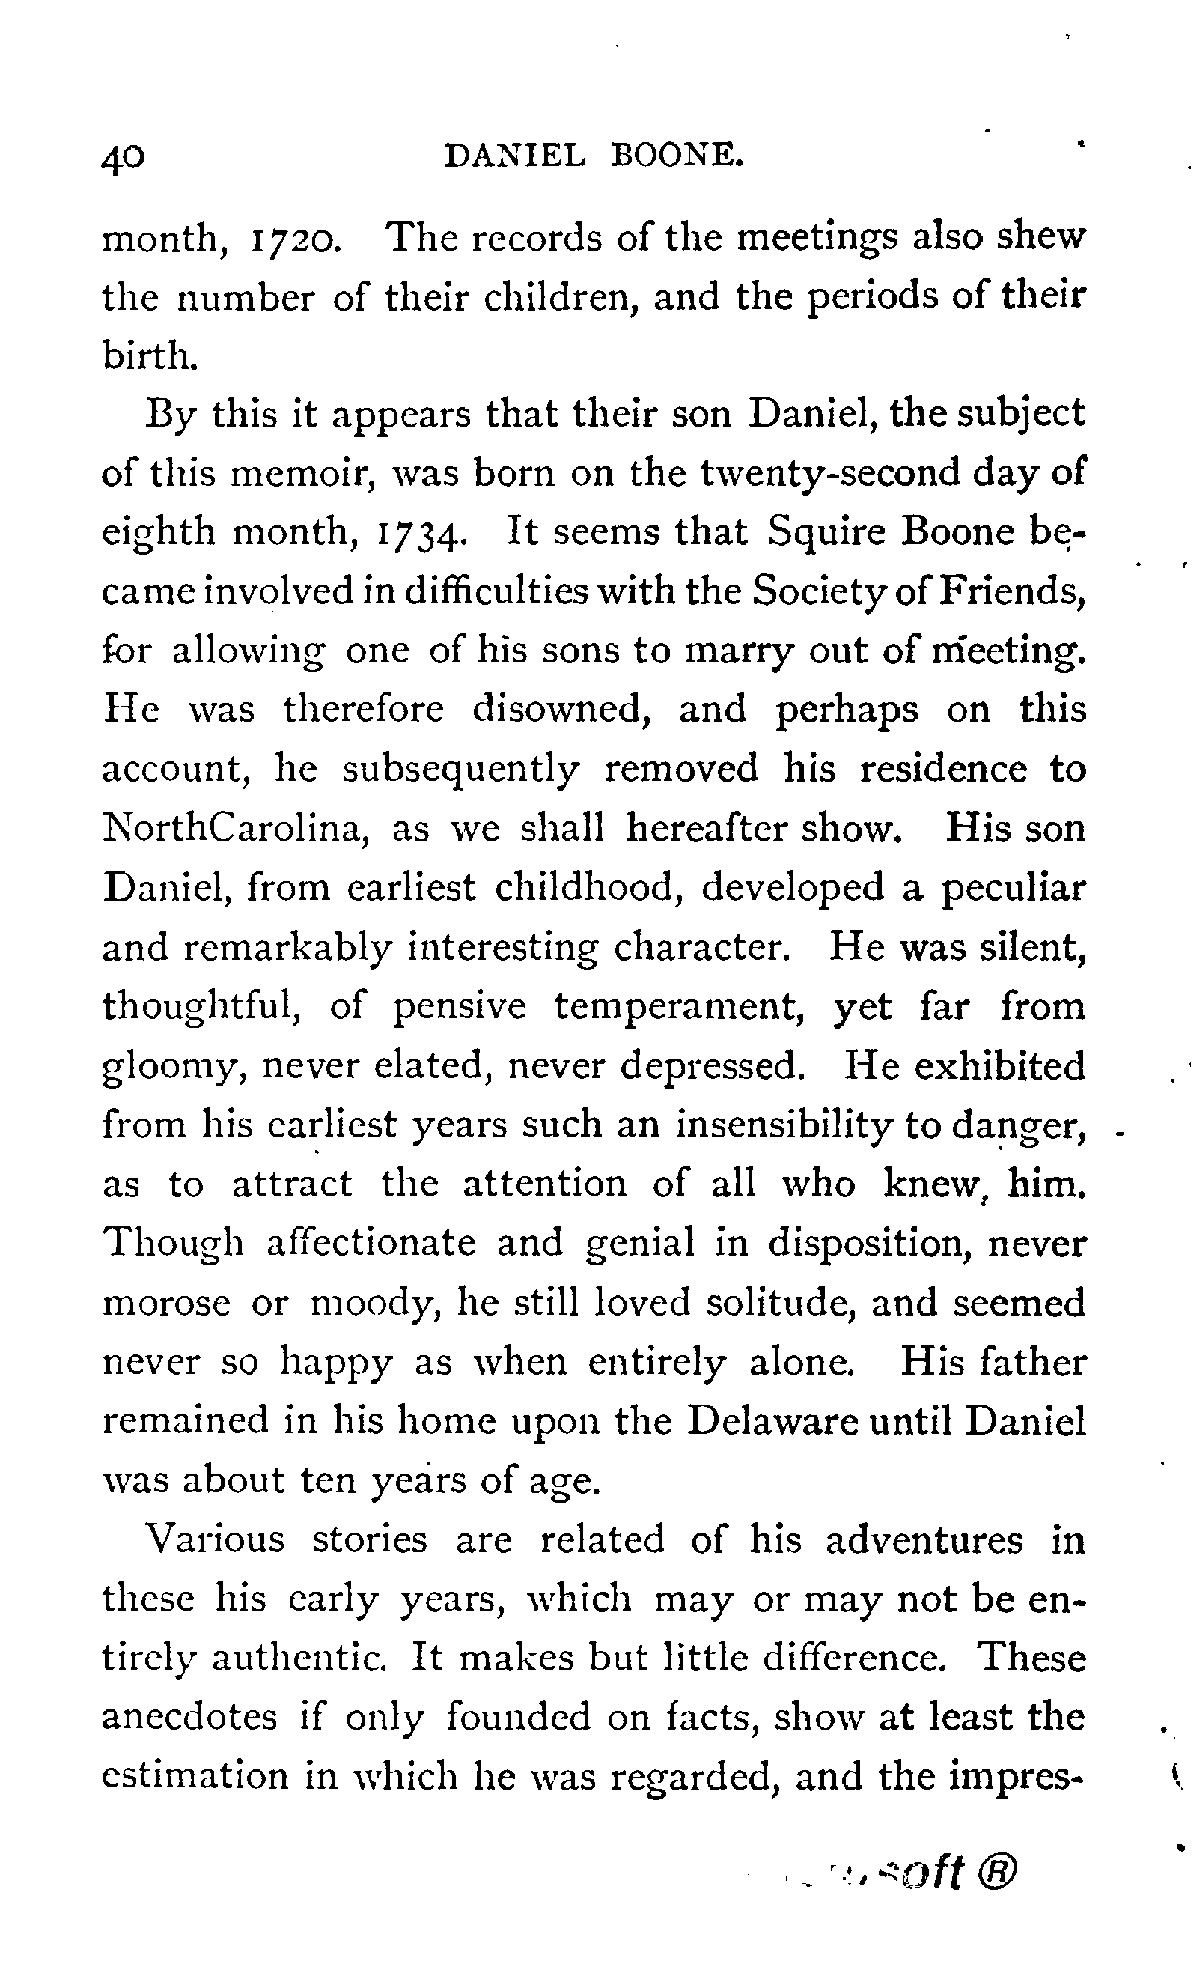 40 DANIEL BOONE.
month, 1720. The records of the meetings also shew
the number of their children, and the periods of their
birth.
By this it appears that their son Daniel, the subject
of this memoir, was born on the twenty-second day of
eighth month, 1734. It seems that Squire Boone be-
came involved in difficulties with the Society of Friends,
for allowing one of his sons to marry out of meeting.
He was therefore disowned, and perhaps on this
account, he subsequently removed his residence to
NorthCarolina, as we shall hereafter show. His son
Daniel, from earliest childhood, developed a peculiar
and remarkably interesting character. He was silent,
thoughtful, of pensive temperament, yet far from
gloomy, never elated, never depressed. He exhibited
from his earliest years such an insensibility to danger,
as to attract the attention of all who knew, him.
Though affectionate and genial in disposition, never
morose or moody, he still loved solitude, and seemed
never so happy as when entirely alone. His father
remained in his home upon the Delaware until Daniel
was about ten years of age.
Various stories are related of his adventures in
these his early years, which may or may not be en-
tirely authentic. It makes but little difference. These
anecdotes if only founded on facts, show at least the
estimation in which he was regarded, and the impres-
soft ®